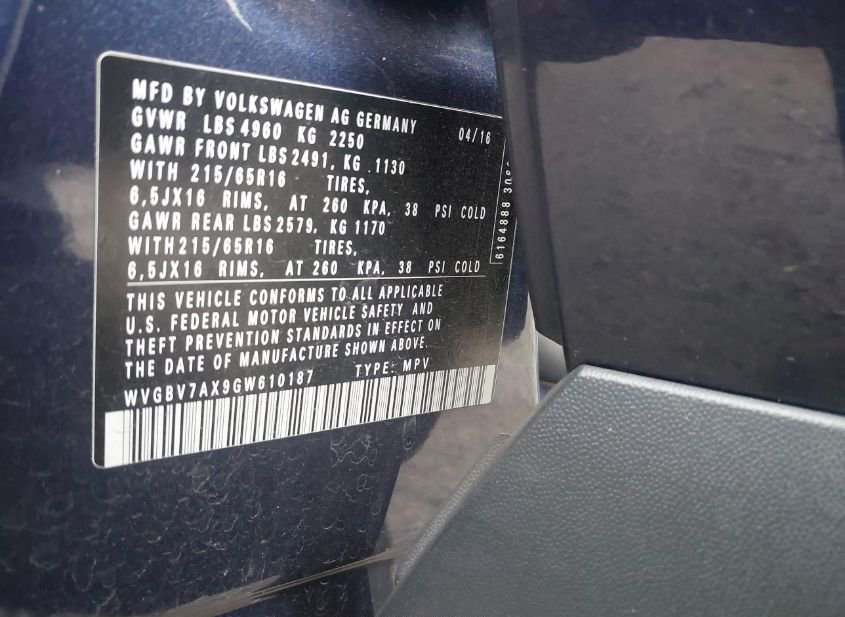 MFD BY VOLKSWAGEN AG GERMANY 04/16
GVWR LBS 4960 KG 2250
GAWR FRONT LBS 2491, KG 1130
WITH 215/65R16 TIRES,
6,5JX16 RIMS, AT 260 KPA, 38 PSI COLD
GAWR REAR LBS 2579, KG 1170
WITH 215/65R16 TIRES,
6,5JX16 RIMS, AT 260 KPA, 38 PSI COLD
THIS VEHICLE CONFORMS TO ALL APPLICABLE
U.S. FEDERAL MOTOR VEHICLE SAFETY AND
THEFT PREVENTION STANDARDS IN EFFECT ON
THE DATE OF MANUFACTURE SHOWN ABOVE.
WVGBV7AX9GW610187 TYPE: MPV
6164888